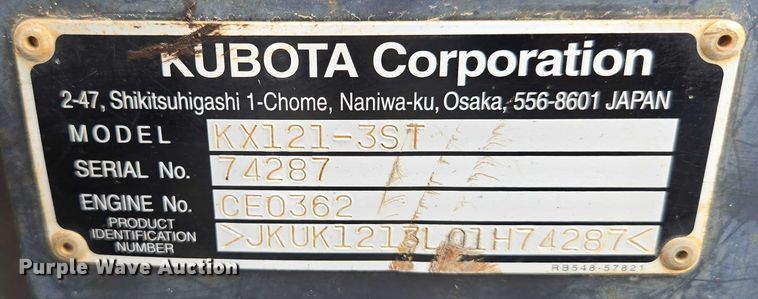 KUBOTA Corporation
2-47, Shikitsuhigashi 1-Chome, Naniwa-ku, Osaka, 556-8601 JAPAN
MODEL KX121-3ST
SERIAL No. 74287
ENGINE No. CE0362
PRODUCT IDENTIFICATION NUMBER >JKUK1213L01H74287<
RB548-57821
Purple Wave Auction